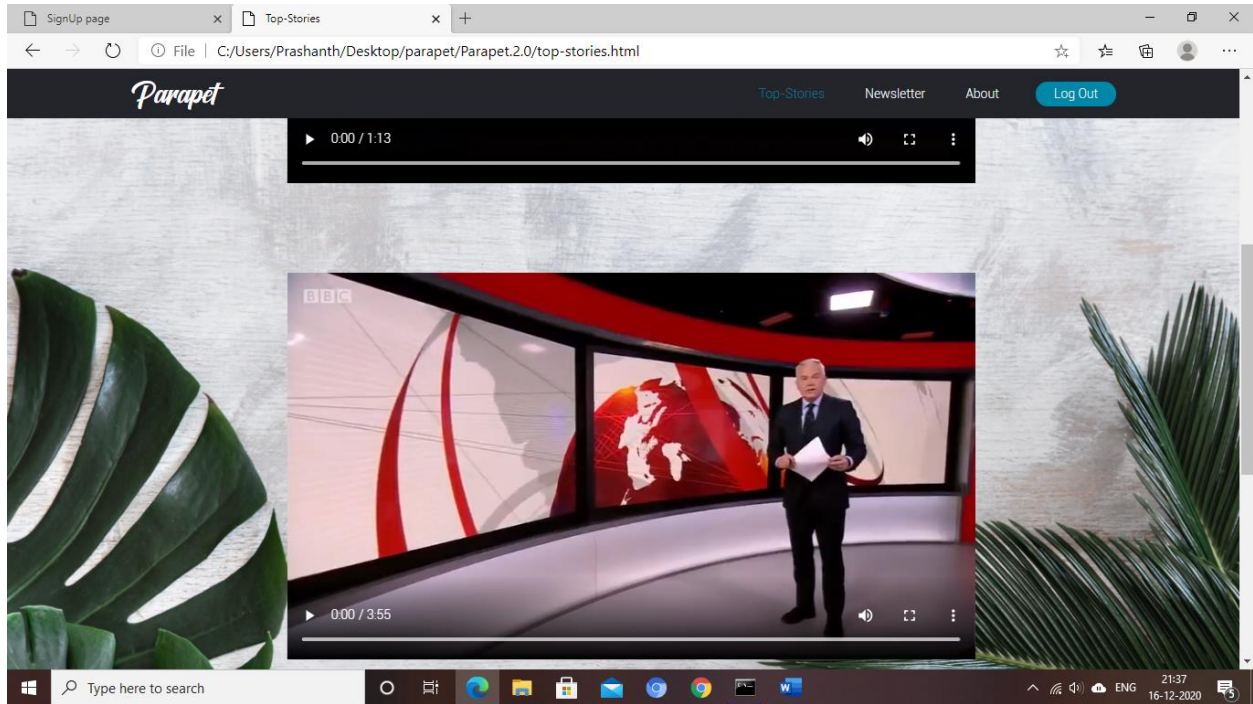 SignUp page
Top-Stories
File | C:/Users/Prashanth/Desktop/parapet/Parapet.2.0/top-stories.html
Parapet
Top-Stories Newsletter About Log Out
0:00 / 1:13
BBC
0:00 / 3:55
Type here to search
ENG
21:37
16-12-2020
5